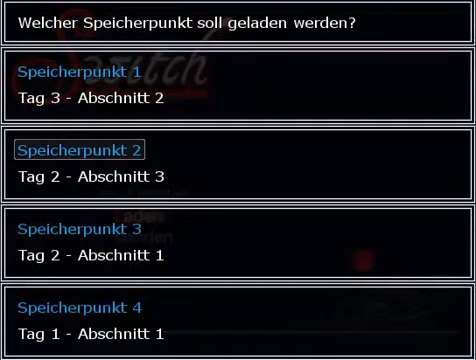 Welcher Speicherpunkt soll geladen werden?
Speicherpunkt 1
Tag 3 - Abschnitt 2
Speicherpunkt 2
Tag 2 - Abschnitt 3
Laden
Speicherpunkt 3
Tag 2 - Abschnitt 1
Speicherpunkt 4
Tag 1 - Abschnitt 1